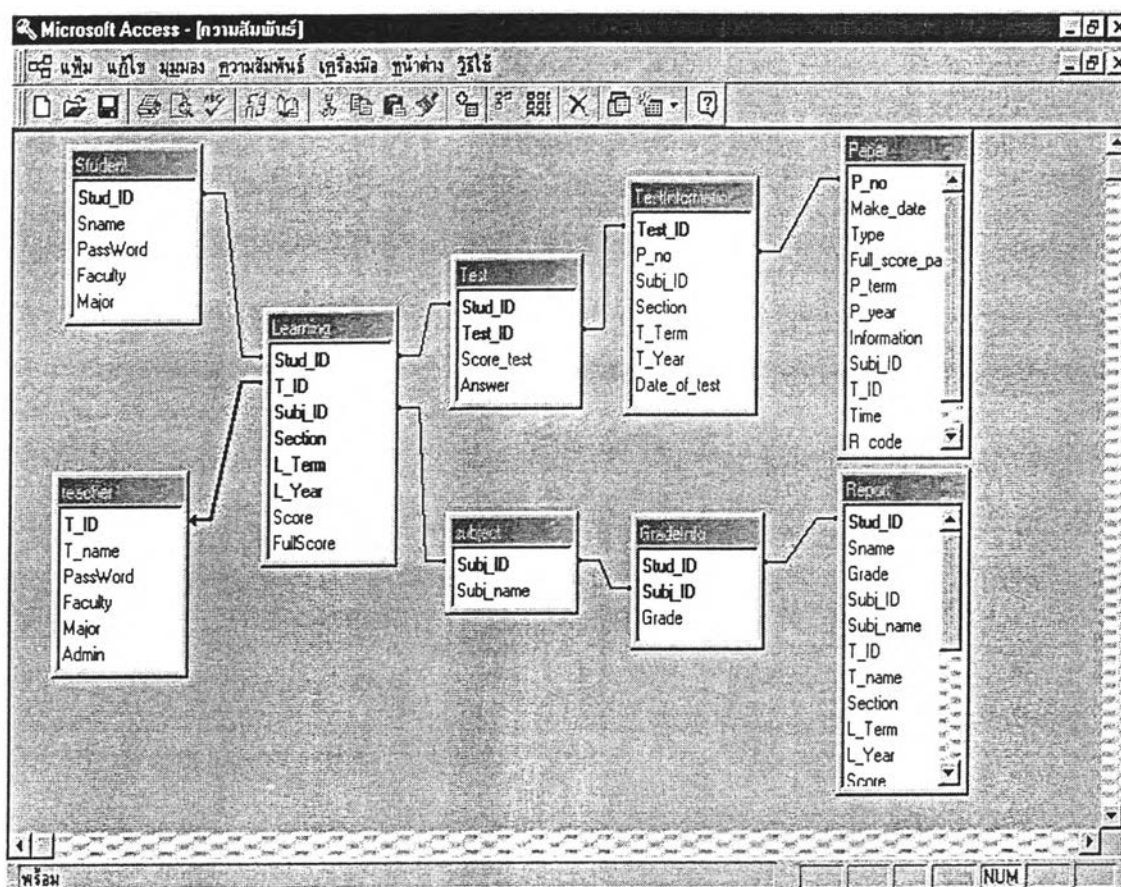 Microsoft Access - [ความสัมพันธ์]
แฟ้ม แก้ไข มุมมอง ความสัมพันธ์ เครื่องมือ หน้าต่าง วิธีใช้
Student
Stud_ID
Sname
PassWord
Faculty
Major
teacher
T_ID
T_name
PassWord
Faculty
Major
Admin
Learning
Stud_ID
T_ID
Subj_ID
Section
L_Term
L_Year
Score
FullScore
Test
Stud_ID
Test_ID
Score_test
Answer
subject
Subj_ID
Subj_name
TestInformation
Test_ID
P_no
Subj_ID
Section
T_Term
T_Year
Date_of_test
GradeInfo
Stud_ID
Subj_ID
Grade
Paper
P_no
Make_date
Type
Full_score_pa
P_term
P_year
Information
Subj_ID
T_ID
Time
R_code
Report
Stud_ID
Sname
Grade
Subj_ID
Subj_name
T_ID
T_name
Section
L_Term
L_Year
Score
พร้อม
NUM